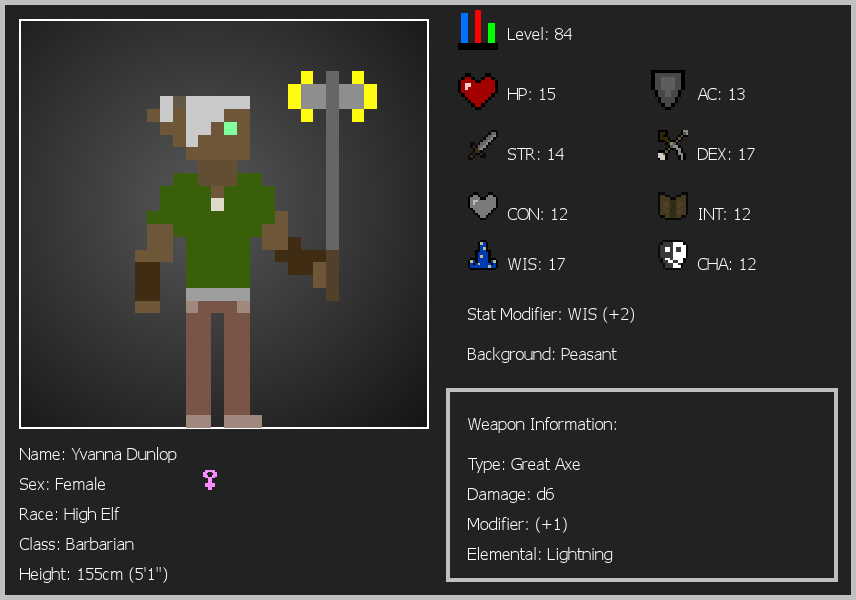 Level: 84
HP: 15
AC: 13
STR: 14
DEX: 17
CON: 12
INT: 12
WIS: 17
CHA: 12
Stat Modifier: WIS (+2)
Background: Peasant
Weapon Information:
Type: Great Axe
Damage: d6
Modifier: (+1)
Elemental: Lightning
Name: Yvanna Dunlop
Sex: Female
Race: High Elf
Class: Barbarian
Height: 155cm (5'1")